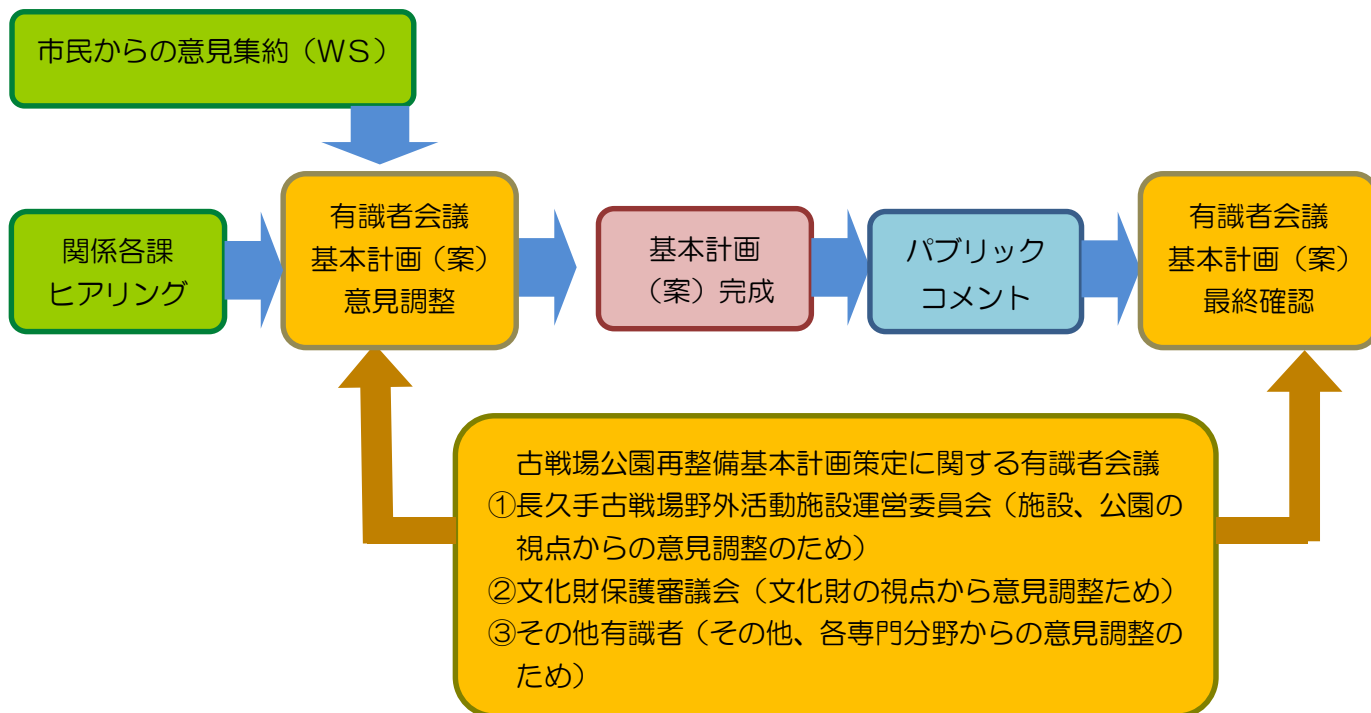 市民からの意見集約（ＷＳ）
関係各課
ヒアリング
有識者会議
基本計画（案）
意見調整
基本計画
（案）完成
パブリック
コメント
有識者会議
基本計画（案）
最終確認
古戦場公園再整備基本計画策定に関する有識者会議
①長久手古戦場野外活動施設運営委員会（施設、公園の
視点からの意見調整のため）
②文化財保護審議会（文化財の視点から意見調整ため）
③その他有識者（その他、各専門分野からの意見調整の
ため）